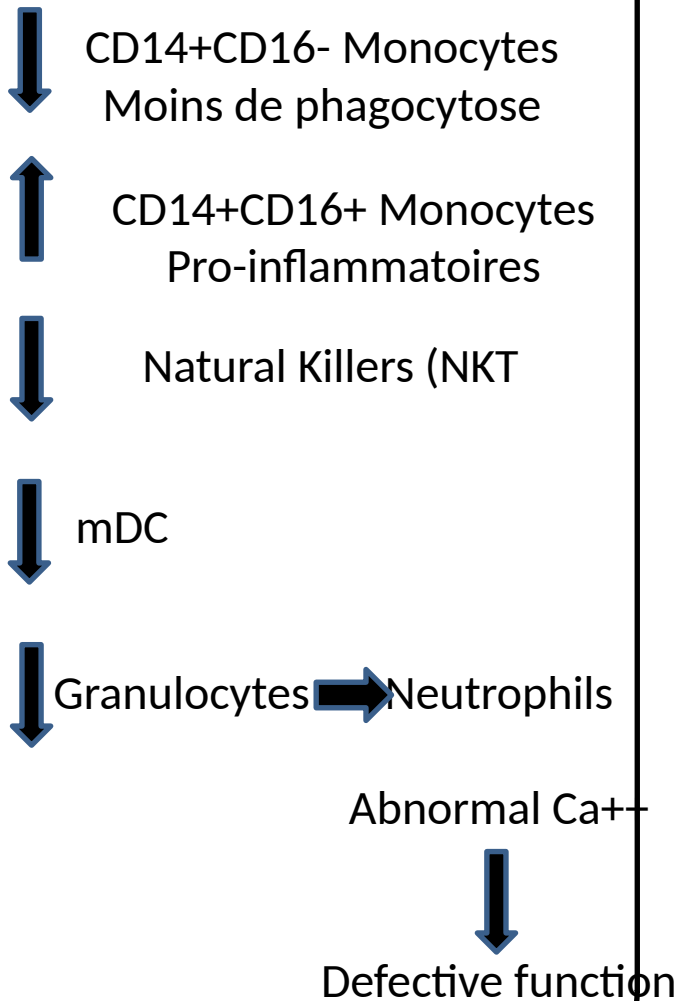 CD14+CD16- Monocytes
Moins de phagocytose
CD14+CD16+ Monocytes
Pro-inflammatoires
Natural Killers (NKT
mDC
Granulocytes Neutrophils
Abnormal Ca++
Defective function